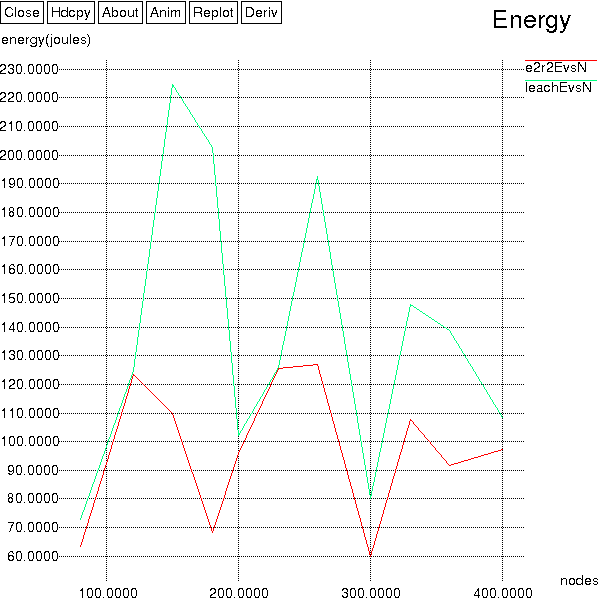 Close Hdcpy About Anim Replot Deriv
Energy
energy(joules)
230.0000
220.0000
210.0000
200.0000
190.0000
180.0000
170.0000
160.0000
150.0000
140.0000
130.0000
120.0000
110.0000
100.0000
90.0000
80.0000
70.0000
60.0000
e2r2EvsN
leachEvsN
nodes
100.0000 200.0000 300.0000 400.0000